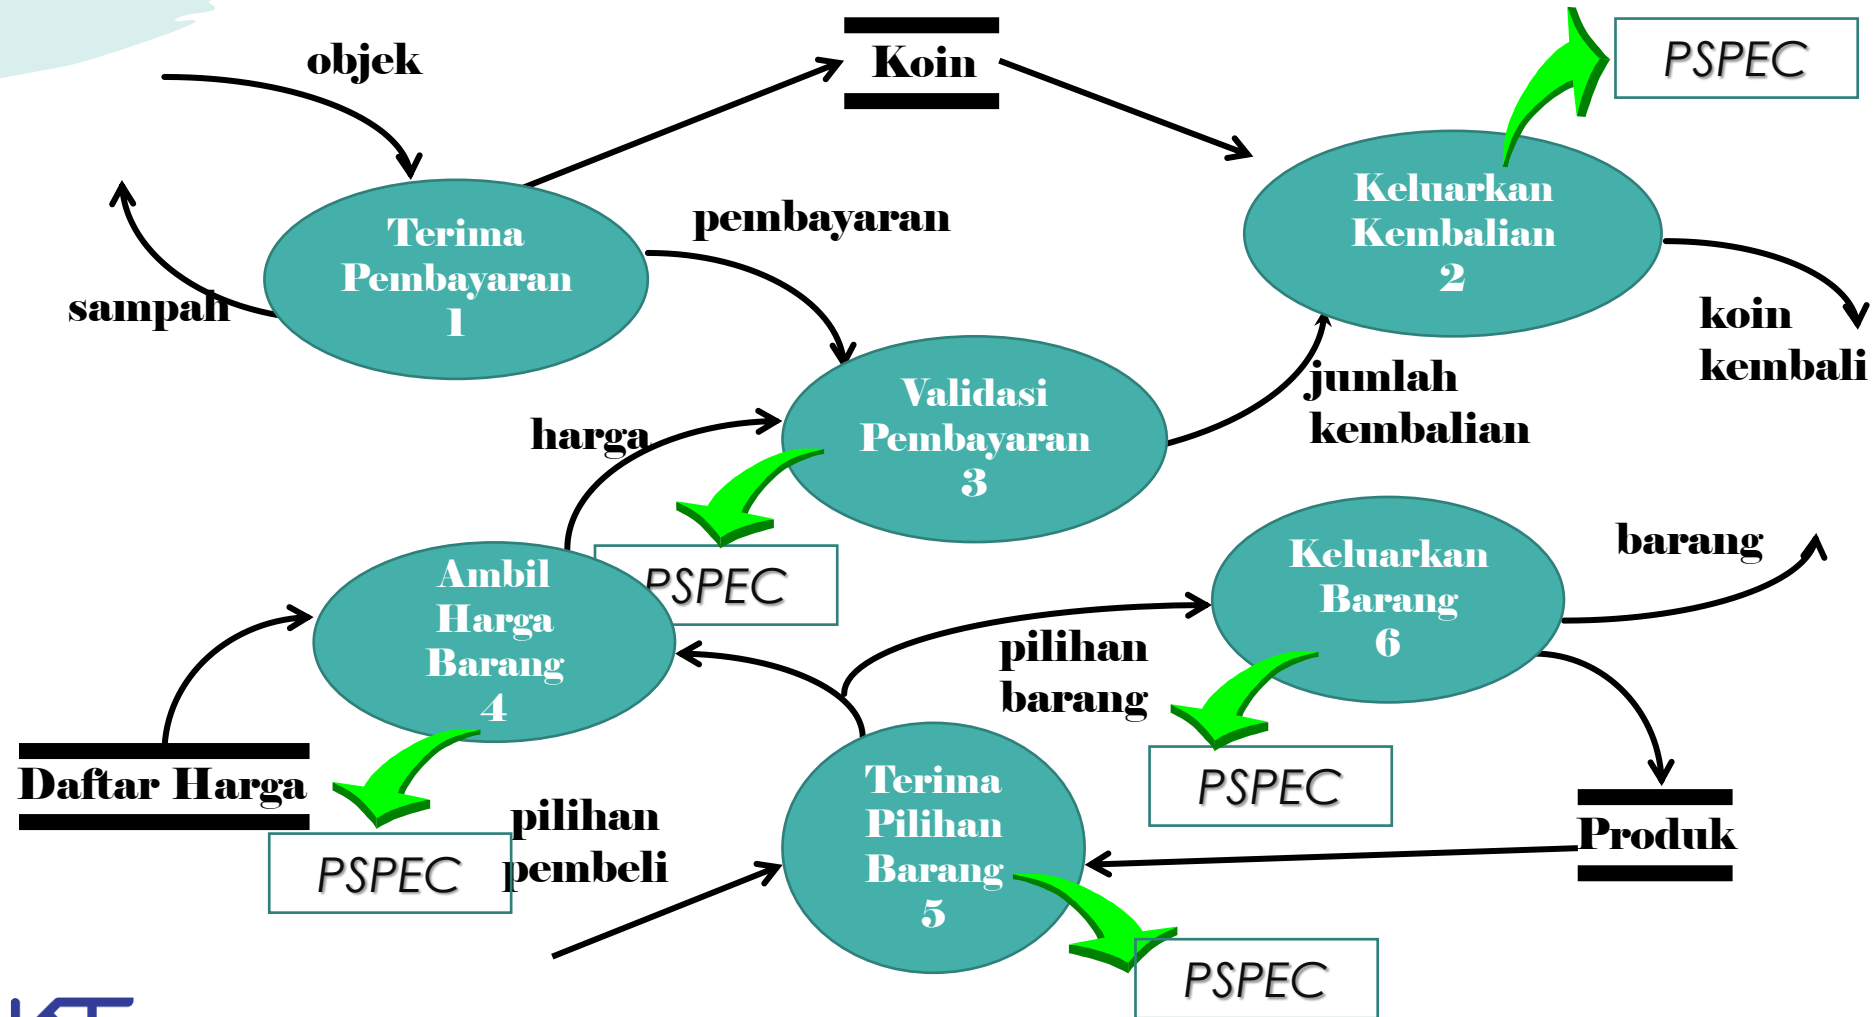 objek
Koin
PSPEC
Terima
Pembayaran
1
pembayaran
Keluarkan
Kembalian
2
sampah
koin
kembali
Validasi
Pembayaran
3
jumlah
kembalian
harga
PSPEC
Ambil
Harga
Barang
4
Keluarkan
Barang
6
barang
pilihan
barang
Daftar Harga
PSPEC
pilihan
pembeli
Terima
Pilihan
Barang
5
PSPEC
Produk
PSPEC